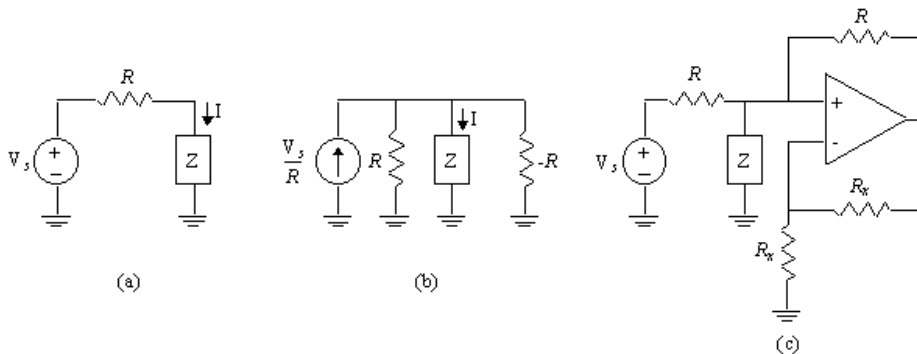 R
I
V_s
+
−
Z
(a)
V_s
R
R
I
Z
-R
(b)
R
R
V_s
+
−
Z
+
-
R_x
R_x
(c)